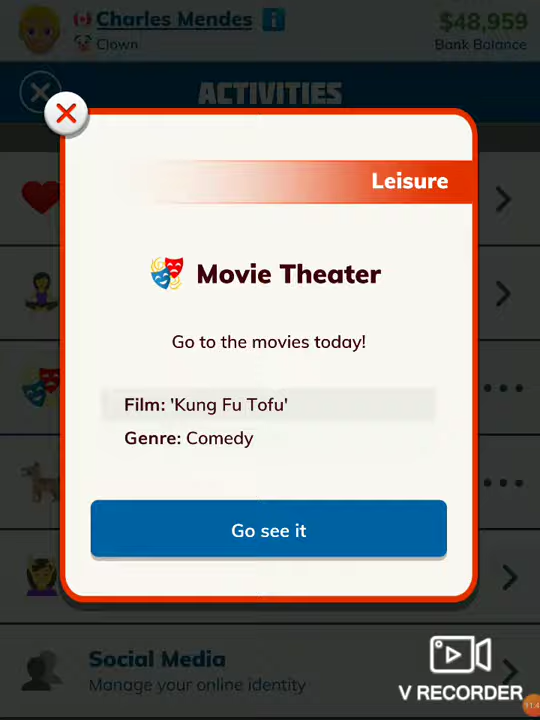 Charles Mendes
$48,959
Clown
Bank Balance
ACTIVITIES
Leisure
Movie Theater
Go to the movies today!
Film: 'Kung Fu Tofu'
Genre: Comedy
Go see it
Social Media
Manage your online identity
V RECORDER